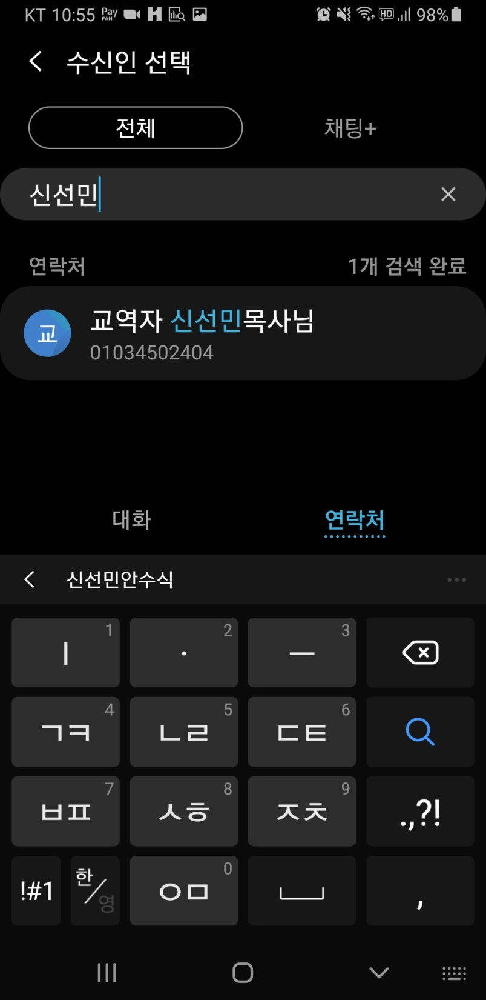 KT 10:55 Pay FAN HD 98%
수신인 선택
전체 채팅+
신선민
연락처 1개 검색 완료
교 교역자 신선민목사님
01034502404
대화 연락처
신선민안수식
ㅣ 1 · 2 ㅡ 3
ㄱㅋ 4 ㄴㄹ 5 ㄷㅌ 6
ㅂㅍ 7 ㅅㅎ 8 ㅈㅊ 9 .,?!
!#1 한/영 ㅇㅁ 0 ,